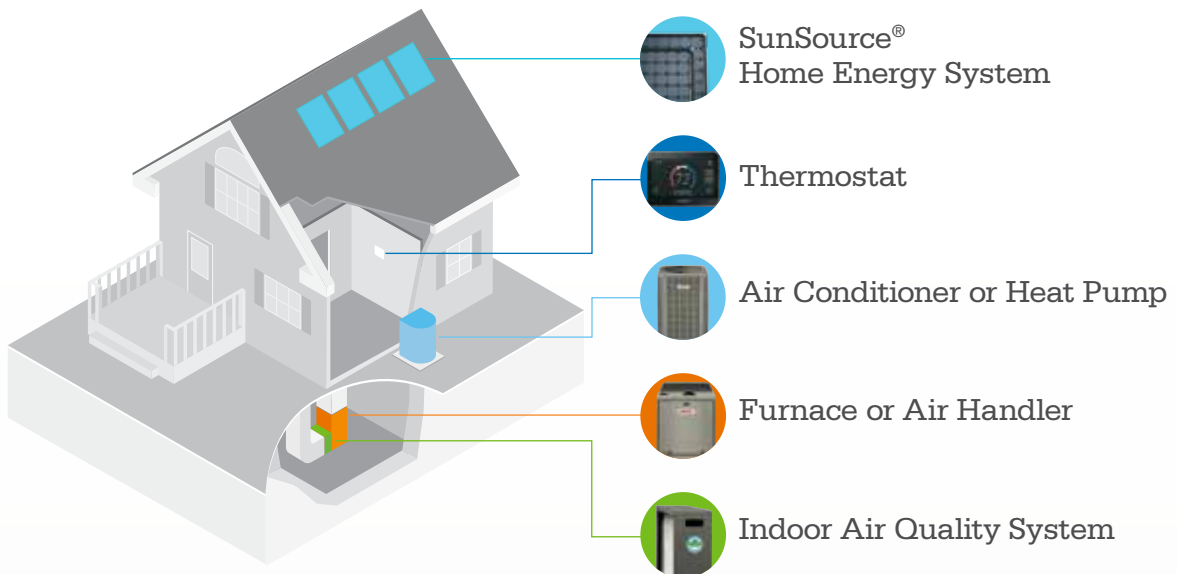 SunSource®
Home Energy System
Thermostat
Air Conditioner or Heat Pump
Furnace or Air Handler
Indoor Air Quality System